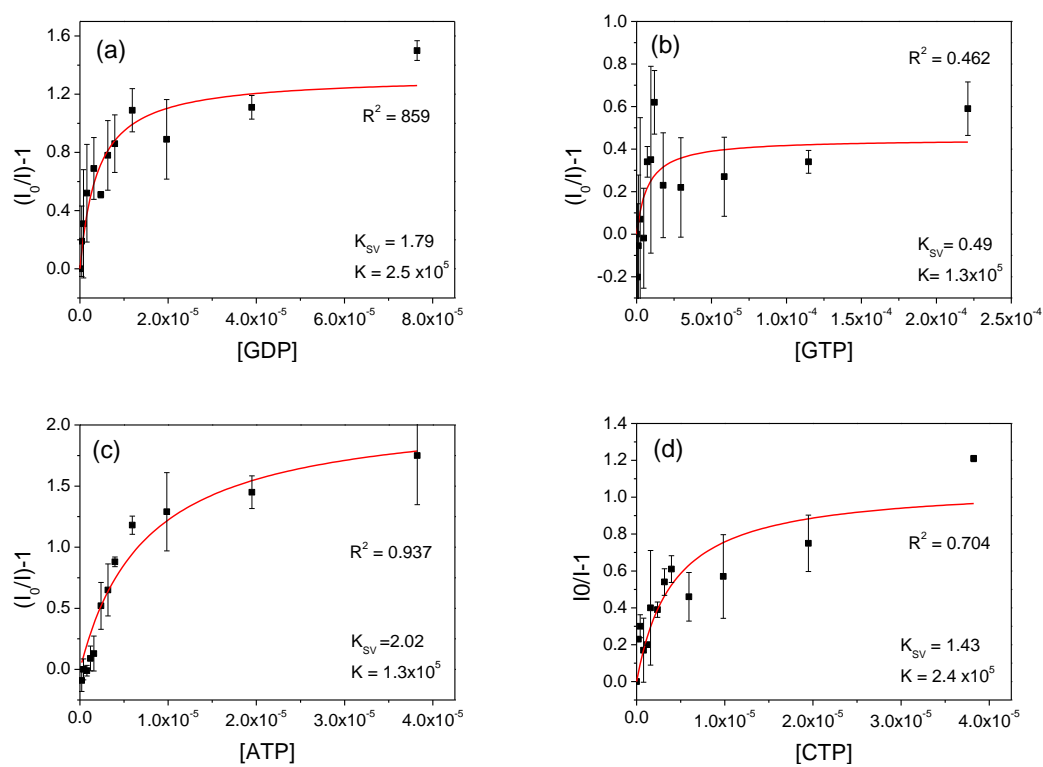 (a)
1.6
1.2
0.8
0.4
0.0
(I₀/I)-1
R² = 859
K_SV = 1.79
K = 2.5 x10⁵
0.0 2.0x10⁻⁵ 4.0x10⁻⁵ 6.0x10⁻⁵ 8.0x10⁻⁵
[GDP]
(b)
1.0
0.8
0.6
0.4
0.2
0.0
-0.2
(I₀/I)-1
R² = 0.462
K_SV = 0.49
K= 1.3x10⁵
0.0 5.0x10⁻⁵ 1.0x10⁻⁴ 1.5x10⁻⁴ 2.0x10⁻⁴ 2.5x10⁻⁴
[GTP]
(c)
2.0
1.5
1.0
0.5
0.0
(I₀/I)-1
R² = 0.937
K_SV =2.02
K = 1.3x10⁵
0.0 1.0x10⁻⁵ 2.0x10⁻⁵ 3.0x10⁻⁵ 4.0x10⁻⁵
[ATP]
(d)
1.4
1.2
1.0
0.8
0.6
0.4
0.2
0.0
I0/I-1
R² = 0.704
K_SV = 1.43
K = 2.4 x10⁵
0.0 1.0x10⁻⁵ 2.0x10⁻⁵ 3.0x10⁻⁵ 4.0x10⁻⁵
[CTP]